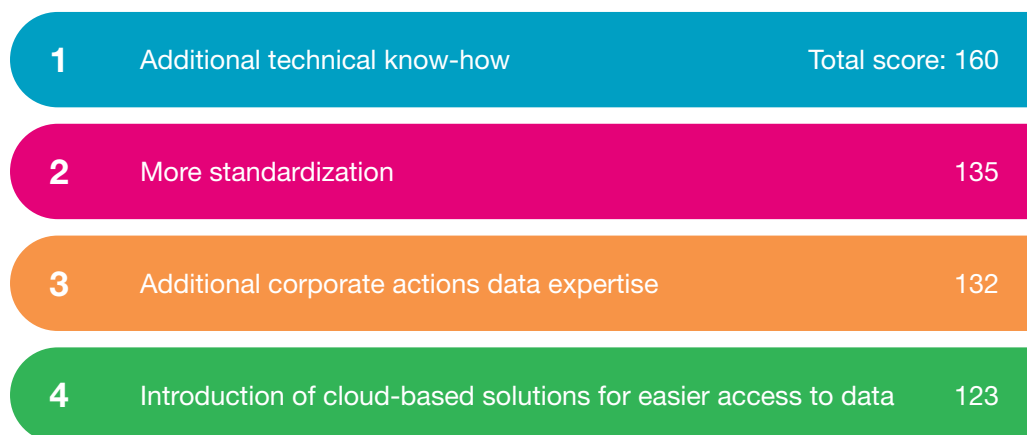 1 Additional technical know-how Total score: 160
2 More standardization 135
3 Additional corporate actions data expertise 132
4 Introduction of cloud-based solutions for easier access to data 123